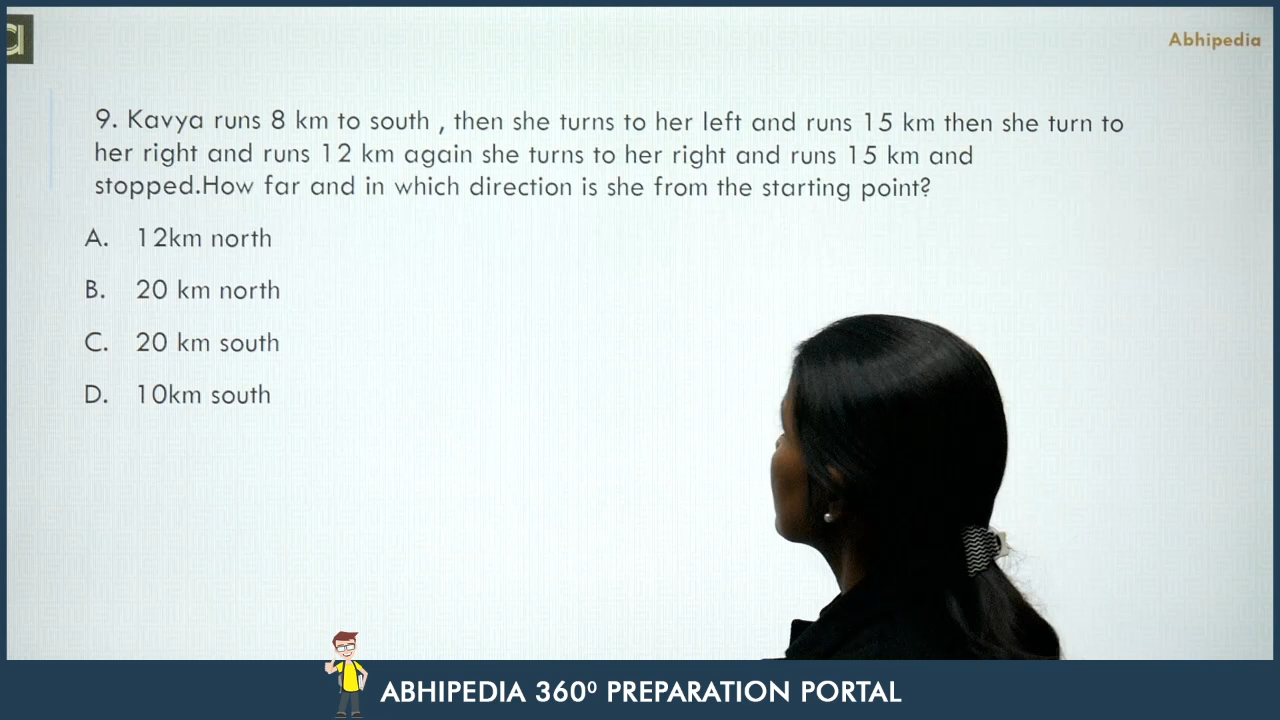 Abhipedia
9. Kavya runs 8 km to south , then she turns to her left and runs 15 km then she turn to
her right and runs 12 km again she turns to her right and runs 15 km and
stopped.How far and in which direction is she from the starting point?
A. 12km north
B. 20 km north
C. 20 km south
D. 10km south
ABHIPEDIA 360⁰ PREPARATION PORTAL